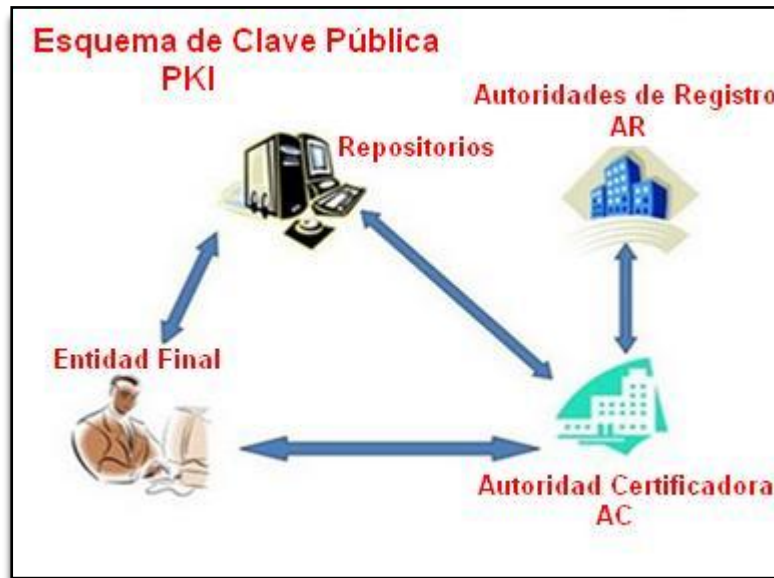 Esquema de Clave Pública
PKI
Autoridades de Registro
AR
Repositorios
Entidad Final
Autoridad Certificadora
AC